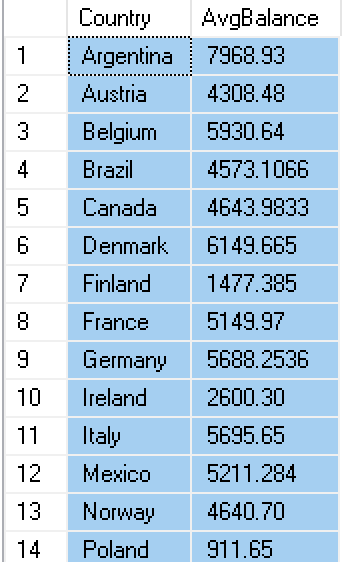 Country AvgBalance
1 Argentina 7968.93
2 Austria 4308.48
3 Belgium 5930.64
4 Brazil 4573.1066
5 Canada 4643.9833
6 Denmark 6149.665
7 Finland 1477.385
8 France 5149.97
9 Germany 5688.2536
10 Ireland 2600.30
11 Italy 5695.65
12 Mexico 5211.284
13 Norway 4640.70
14 Poland 911.65